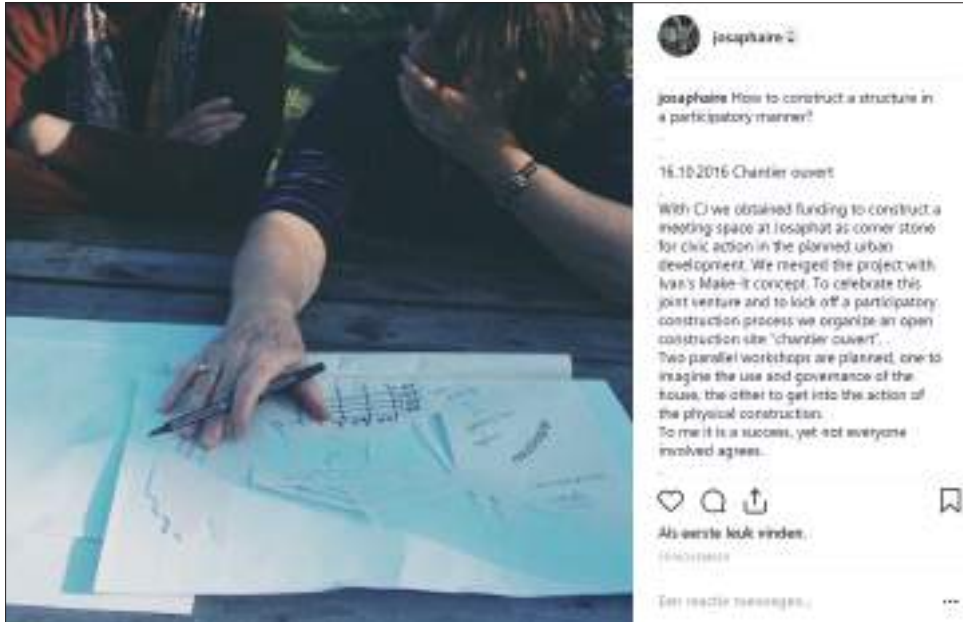 josaphaire
josaphaire How to construct a structure in
a participatory manner?
16.10.2016 Chantier ouvert
With CJ we obtained funding to construct a
meeting space at Josaphat as corner stone
for civic action in the planned urban
development. We merged the project with
Ivan's Make-It concept. To celebrate this
joint venture and to kick off a participatory
construction process we organize an open
construction site "chantier ouvert".
Two parallel workshops are planned, one to
imagine the use and governance of the
house, the other to get into the action of
the physical construction.
To me it is a success, yet not everyone
involved agrees.
Als eerste leuk vinden.
Een reactie toevoegen...